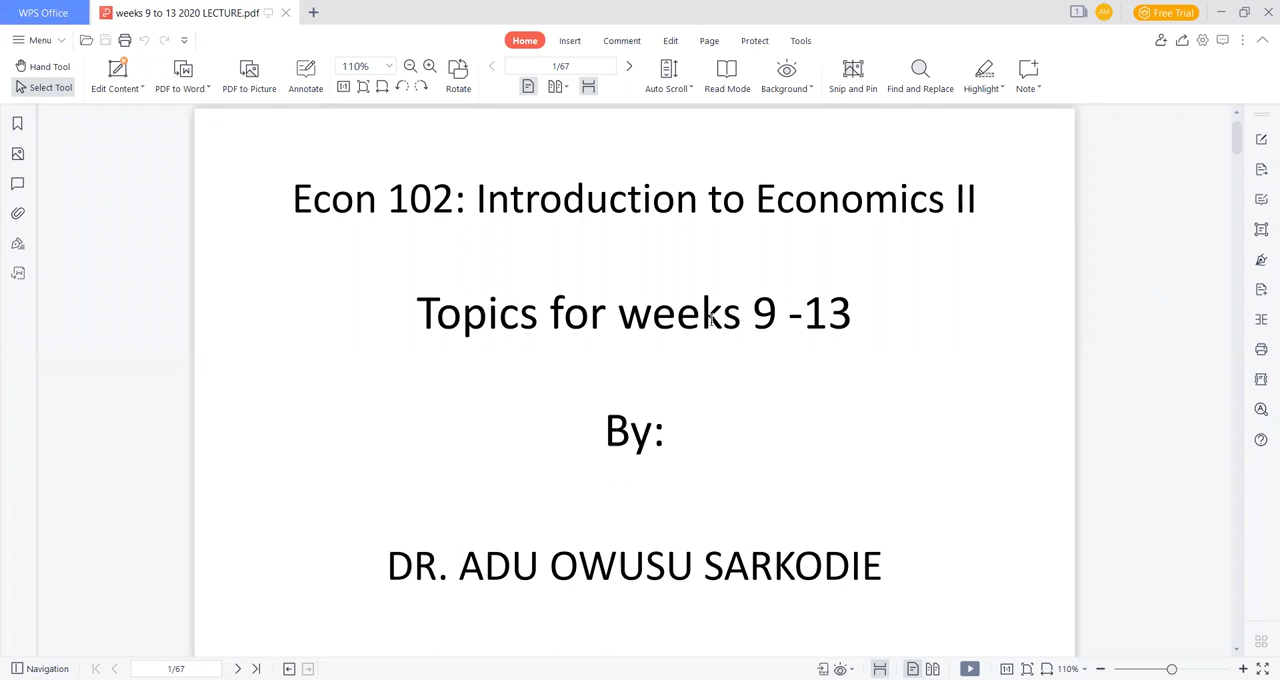 WPS Office weeks 9 to 13 2020 LECTURE.pdf 1 AM Free Trial
Menu Home Insert Comment Edit Page Protect Tools
Hand Tool 110% 1/67
Select Tool Edit Content PDF to Word PDF to Picture Annotate Rotate Auto Scroll Read Mode Background Snip and Pin Find and Replace Highlight Note
Econ 102: Introduction to Economics II
Topics for weeks 9 -13
By:
DR. ADU OWUSU SARKODIE
Navigation 1/67 110%